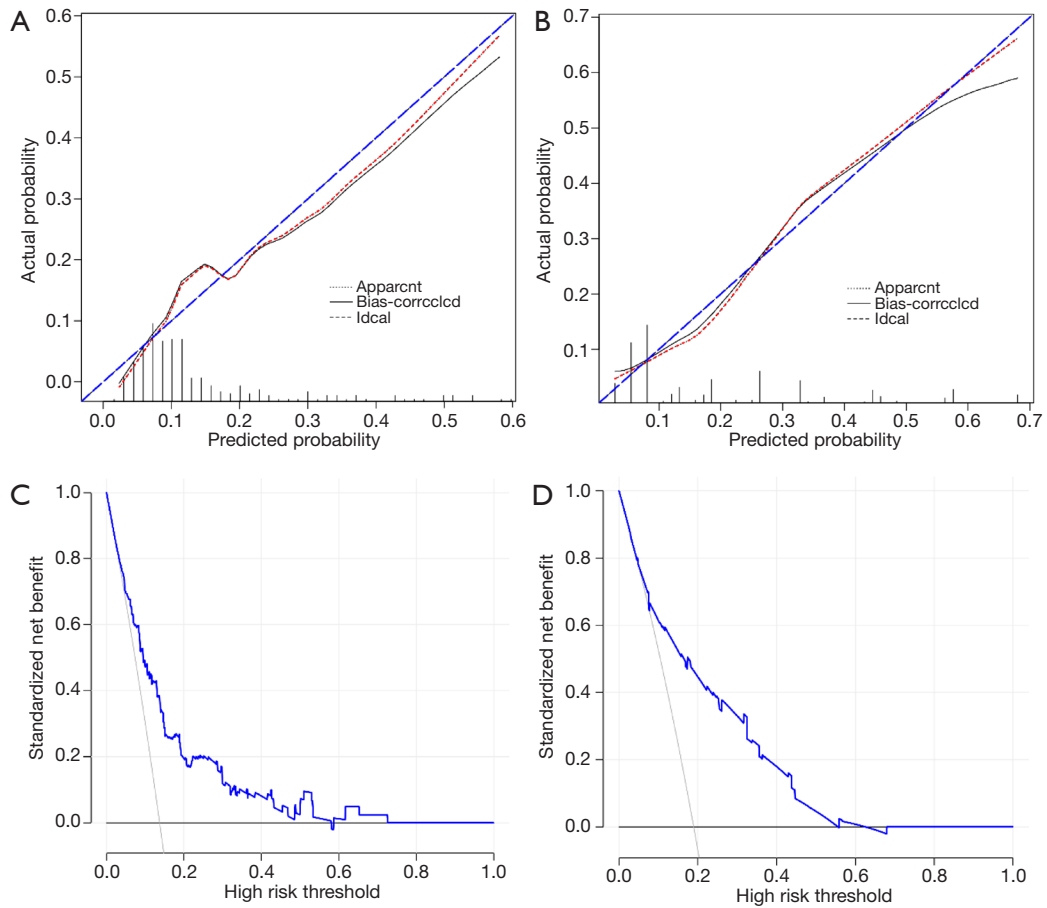 A
0.6
0.5
0.4
0.3
0.2
0.1
0.0
Actual probability
Apparcnt
Bias-corrcclcd
Idcal
0.0 0.1 0.2 0.3 0.4 0.5 0.6
Predicted probability
B
0.7
0.6
0.5
0.4
0.3
0.2
0.1
Actual probability
Apparcnt
Bias-corrcclcd
Idcal
0.1 0.2 0.3 0.4 0.5 0.6 0.7
Predicted probability
C
1.0
0.8
0.6
0.4
0.2
0.0
Standardized net benefit
0.0 0.2 0.4 0.6 0.8 1.0
High risk threshold
D
1.0
0.8
0.6
0.4
0.2
0.0
Standardized net benefit
0.0 0.2 0.4 0.6 0.8 1.0
High risk threshold